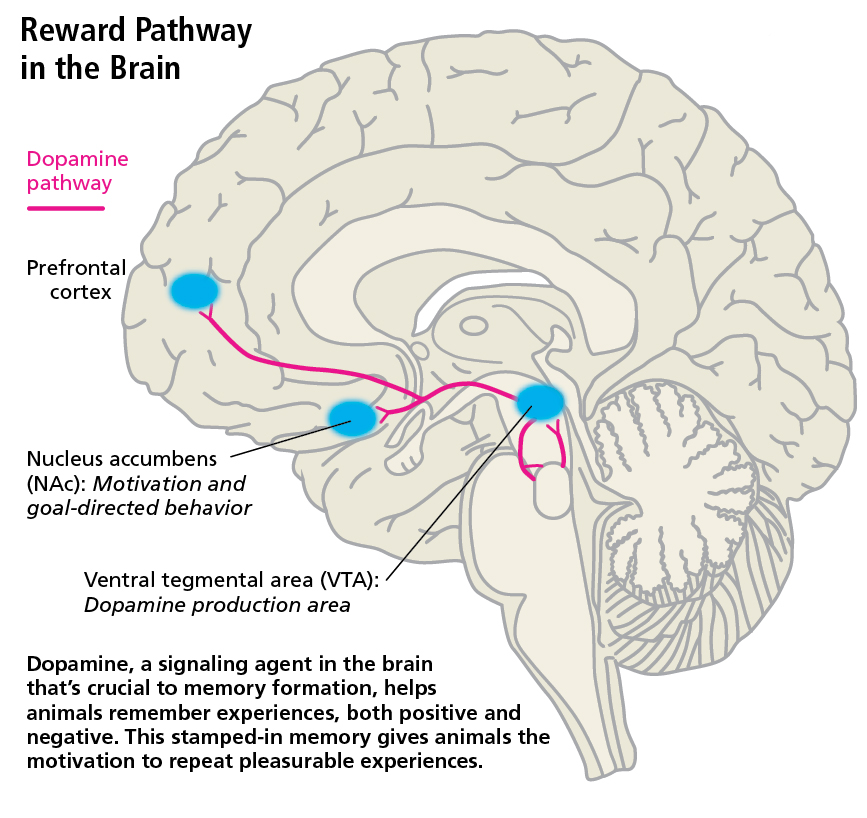 Reward Pathway
in the Brain
Dopamine
pathway
Prefrontal
cortex
Nucleus accumbens
(NAc): Motivation and
goal-directed behavior
Ventral tegmental area (VTA):
Dopamine production area
Dopamine, a signaling agent in the brain
that’s crucial to memory formation, helps
animals remember experiences, both positive and
negative. This stamped-in memory gives animals the
motivation to repeat pleasurable experiences.